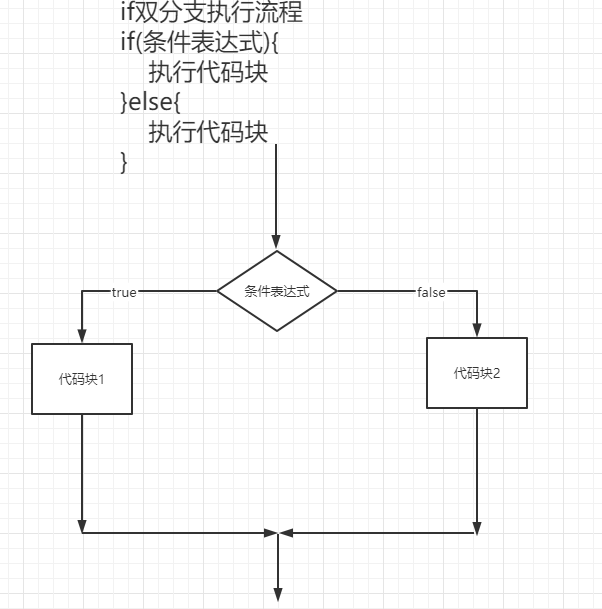 if双分支执行流程
if(条件表达式){
执行代码块
}else{
执行代码块
}
条件表达式
true
false
代码块1
代码块2